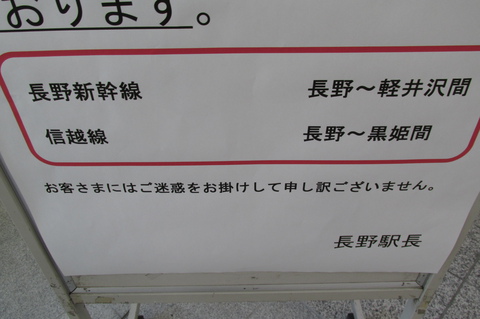 おります。
長野新幹線 長野～軽井沢間
信越線 長野～黒姫間
お客さまにはご迷惑をお掛けして申し訳ございません。
長野駅長